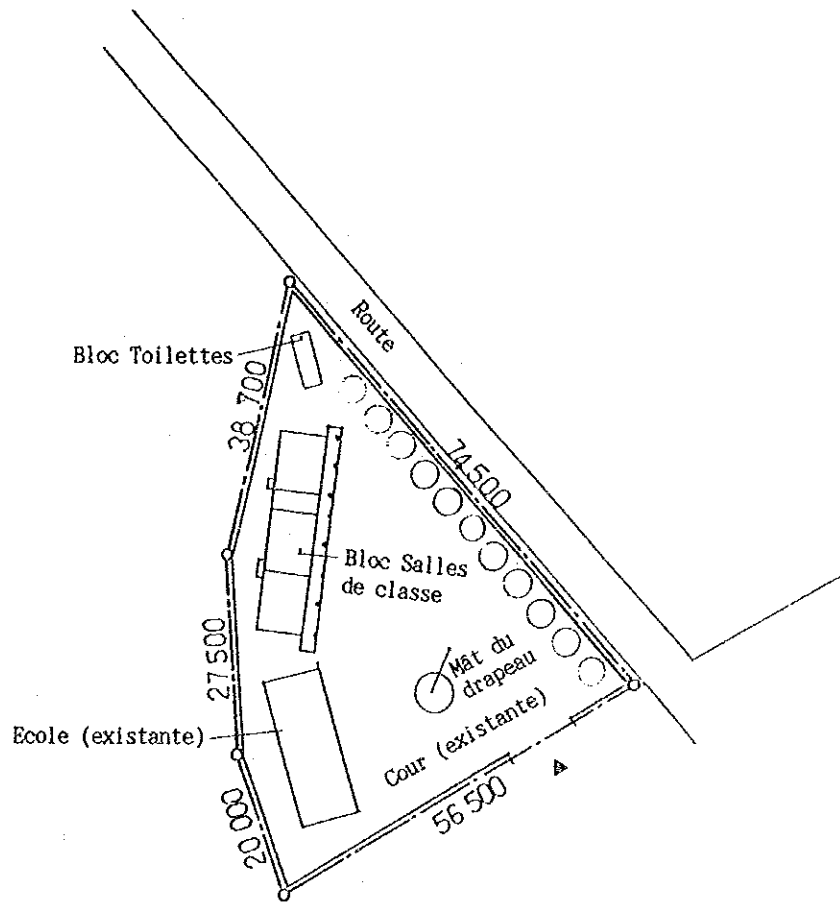 Route
Bloc Toilettes
38 700
74 500
Bloc Salles
de classe
27 500
Mât du
drapeau
Ecole (existante)
Cour (existante)
56 500
20 000